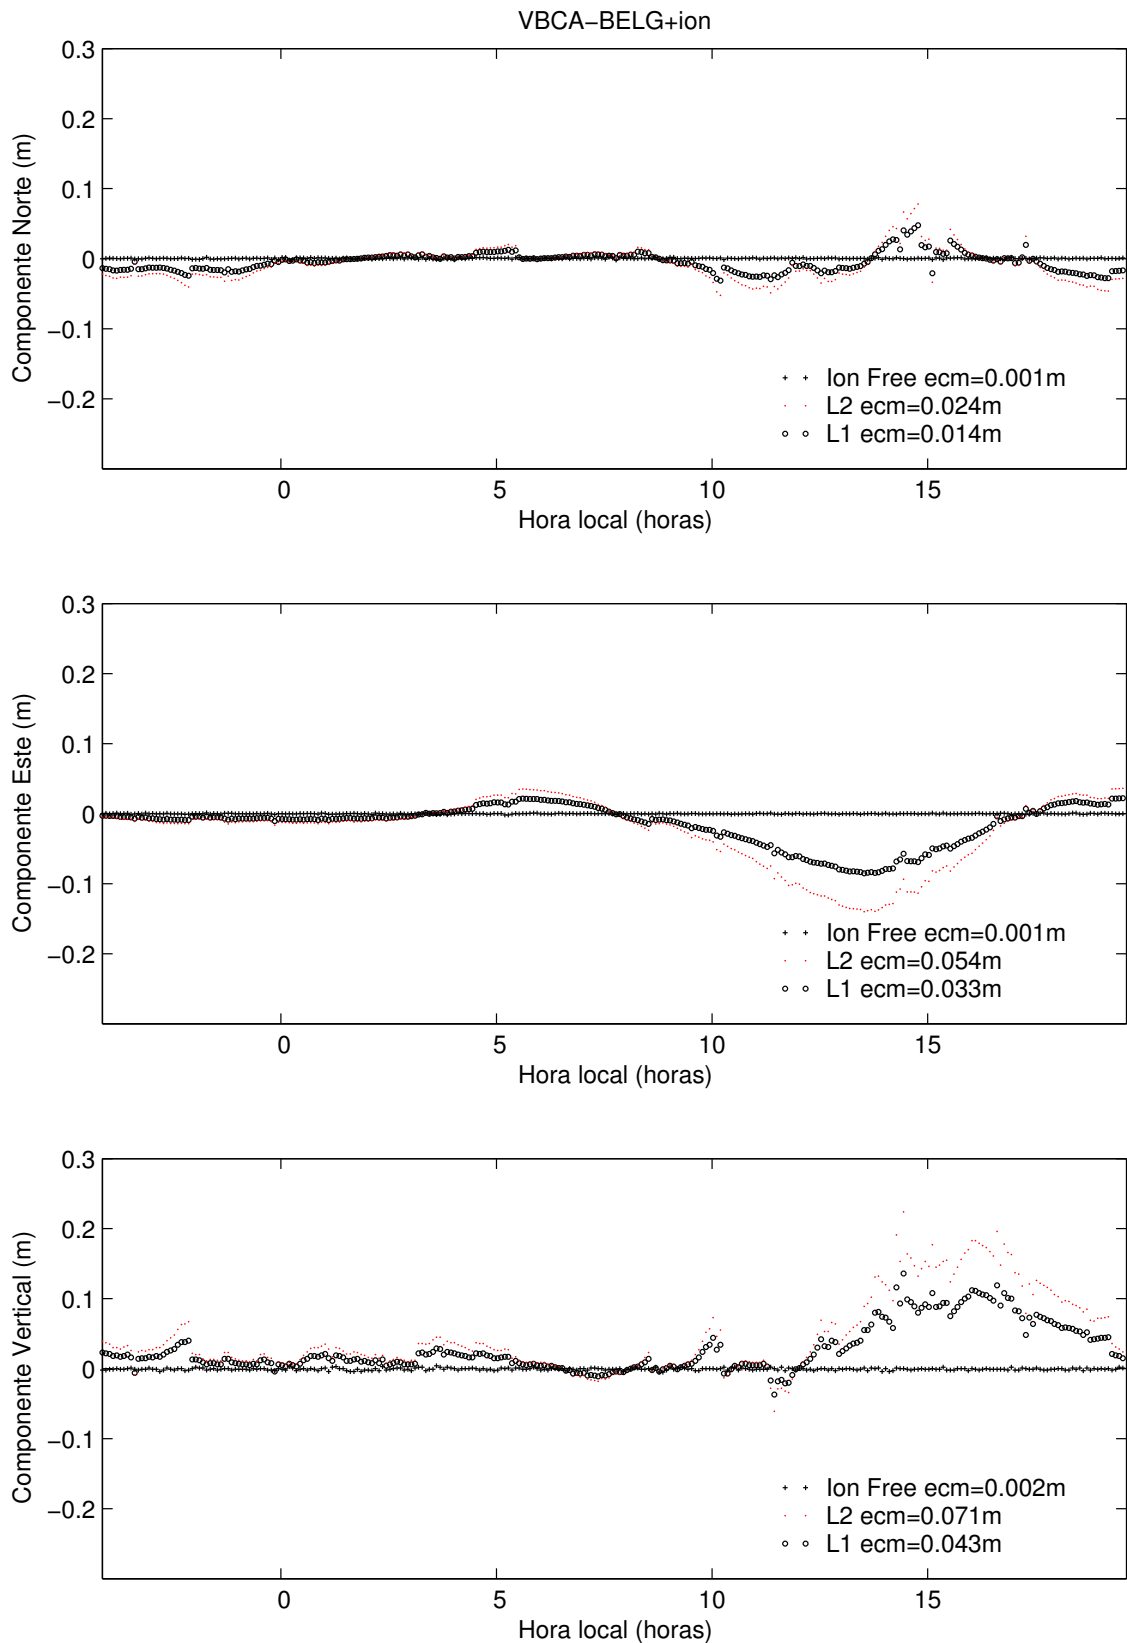 VBCA−BELG+ion
0.3
0.2
0.1
0
−0.1
−0.2
Componente Norte (m)
Ion Free ecm=0.001m
L2 ecm=0.024m
L1 ecm=0.014m
0 5 10 15
Hora local (horas)
0.3
0.2
0.1
0
−0.1
−0.2
Componente Este (m)
Ion Free ecm=0.001m
L2 ecm=0.054m
L1 ecm=0.033m
0 5 10 15
Hora local (horas)
0.3
0.2
0.1
0
−0.1
−0.2
Componente Vertical (m)
Ion Free ecm=0.002m
L2 ecm=0.071m
L1 ecm=0.043m
0 5 10 15
Hora local (horas)